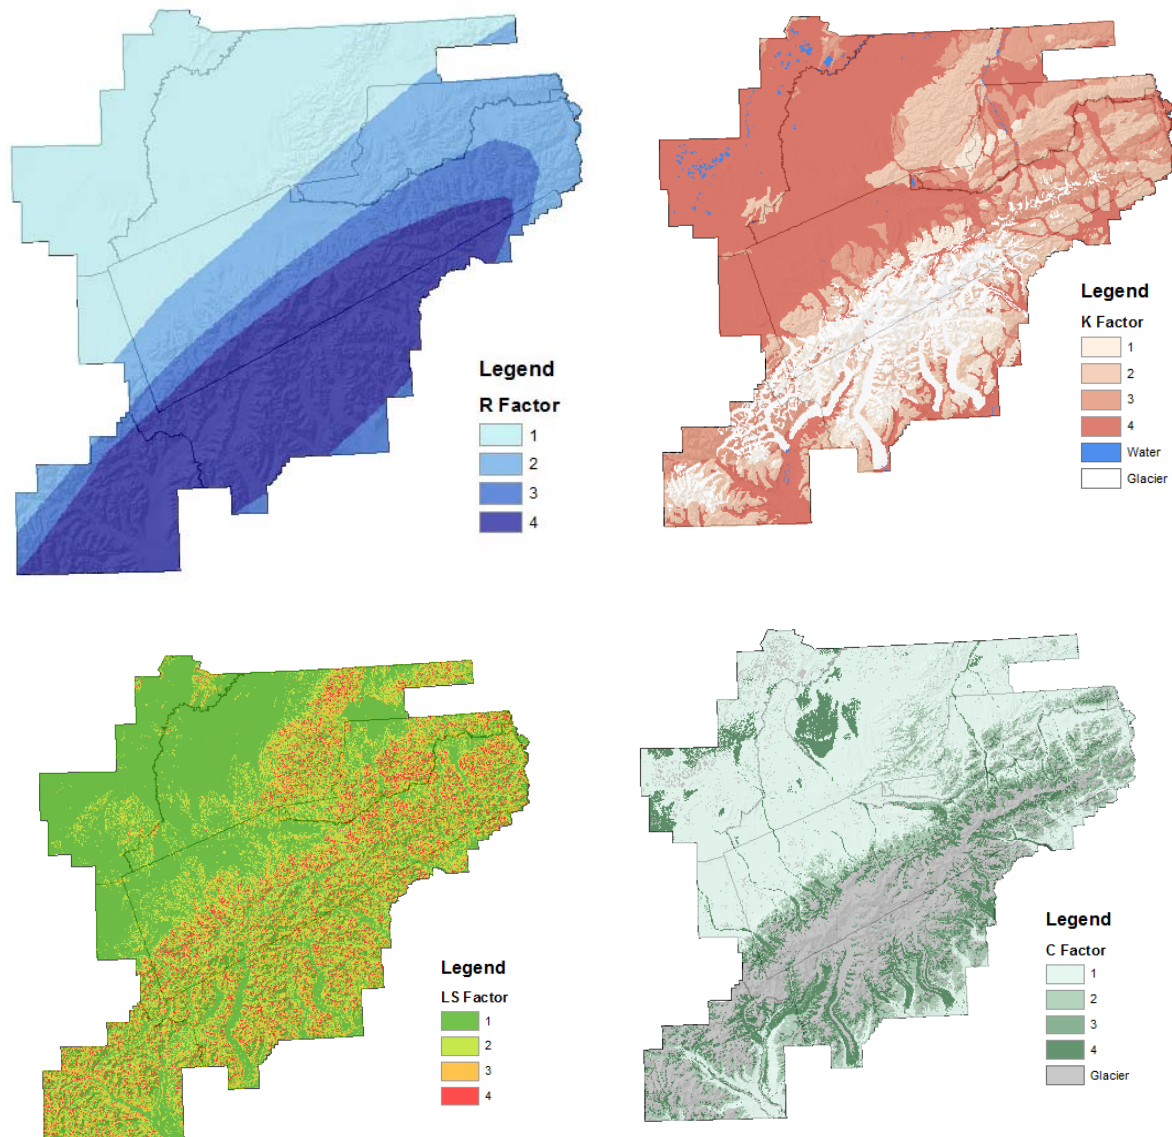 Legend
R Factor
1
2
3
4
Legend
K Factor
1
2
3
4
Water
Glacier
Legend
LS Factor
1
2
3
4
Legend
C Factor
1
2
3
4
Glacier